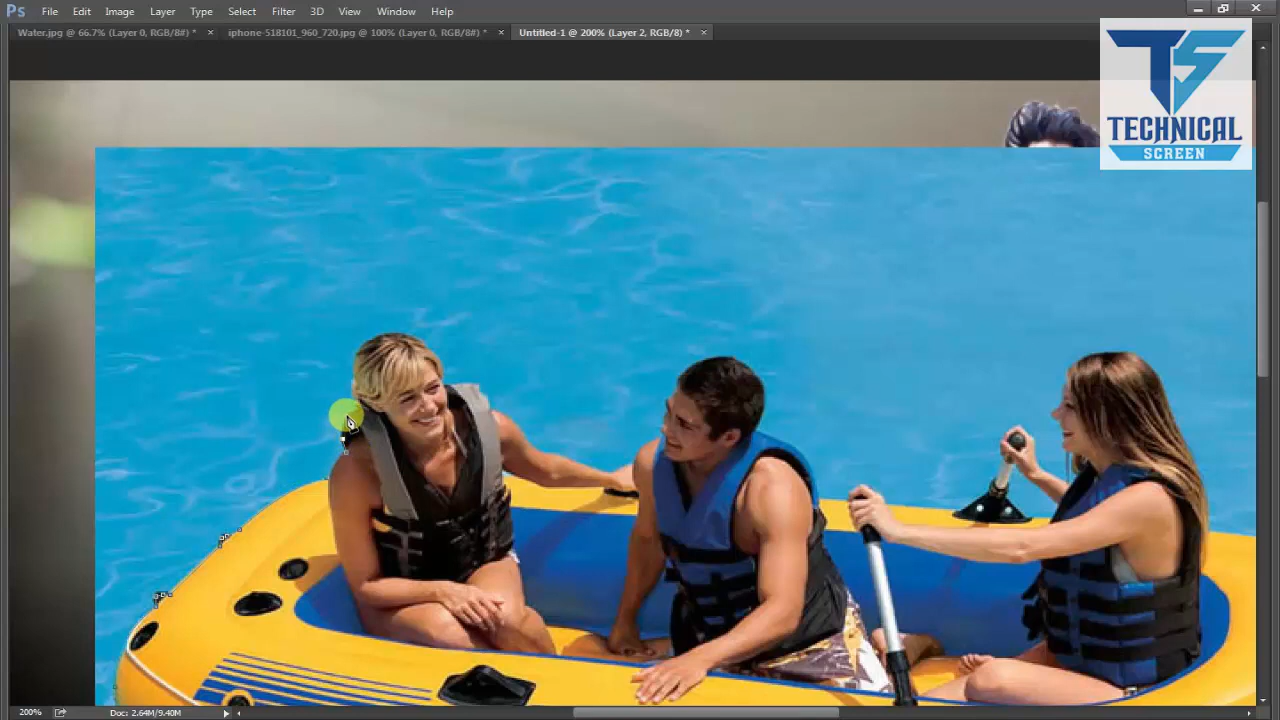 Ps File Edit Image Layer Type Select Filter 3D View Window Help
Water.jpg @ 66.7% (Layer 0, RGB/8#) * × iphone-518101_960_720.jpg @ 100% (Layer 0, RGB/8#) * × Untitled-1 @ 200% (Layer 2, RGB/8) * ×
TS
TECHNICAL
SCREEN
200% Doc: 2.64M/9.40M